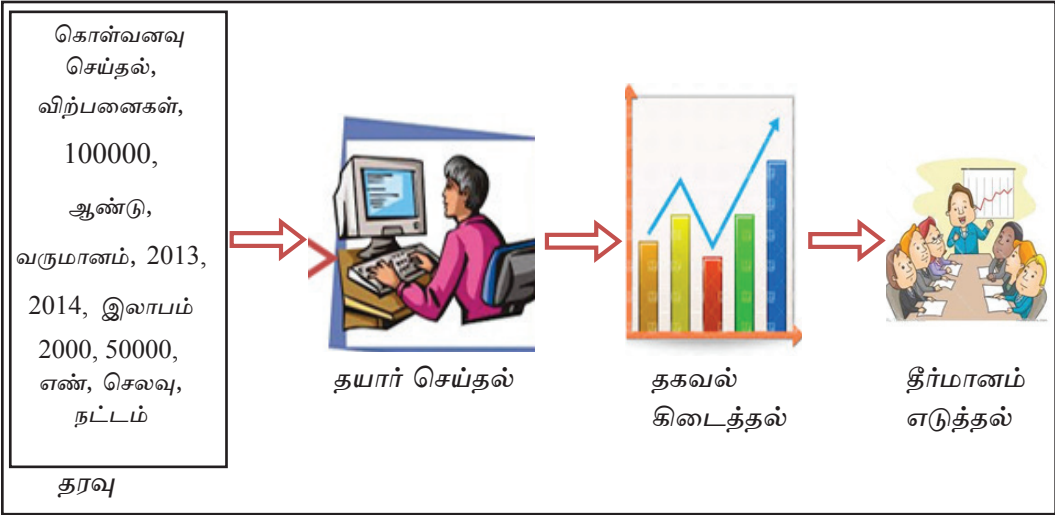 கொள்வனவு
செய்தல்,
விற்பனைகள்,
100000,
ஆண்டு,
வருமானம், 2013,
2014, இலாபம்
2000, 50000,
எண், செலவு,
நட்டம்
தரவு
தயார் செய்தல்
தகவல்
கிடைத்தல்
தீர்மானம்
எடுத்தல்